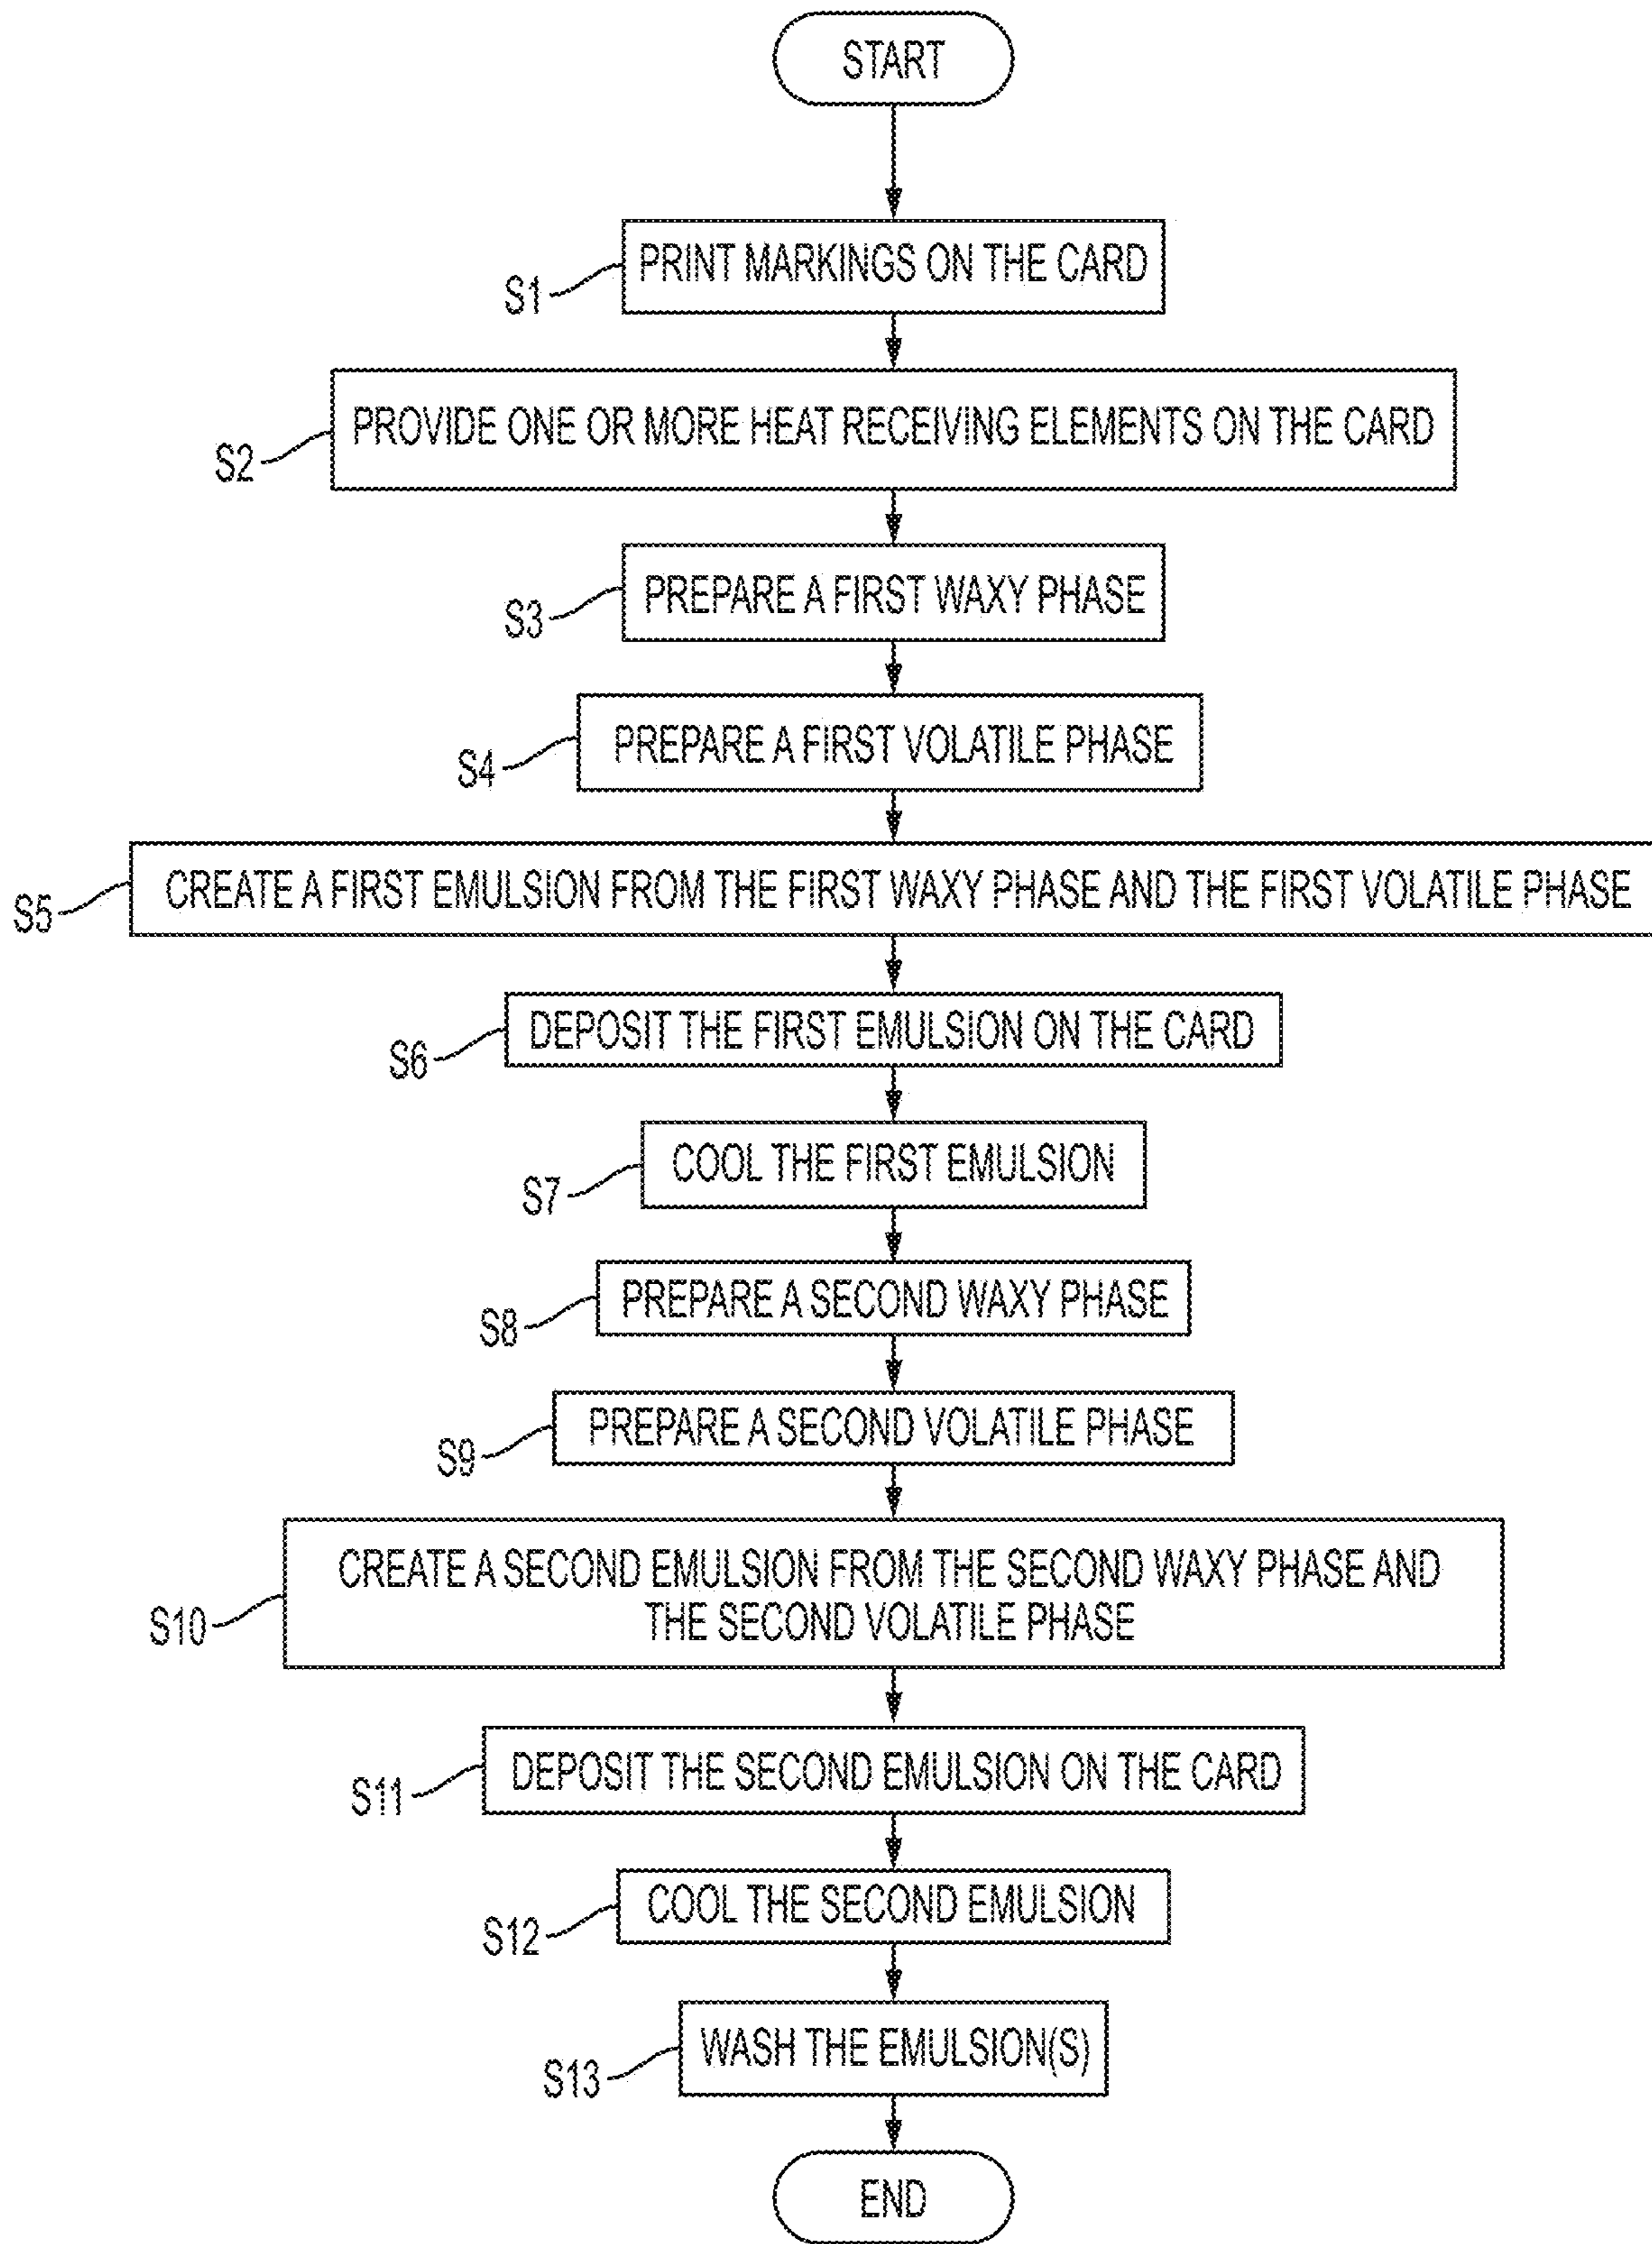 START
PRINT MARKINGS ON THE CARD
S1
PROVIDE ONE OR MORE HEAT RECEIVING ELEMENTS ON THE CARD
S2
PREPARE A FIRST WAXY PHASE
S3
PREPARE A FIRST VOLATILE PHASE
S4
CREATE A FIRST EMULSION FROM THE FIRST WAXY PHASE AND THE FIRST VOLATILE PHASE
S5
DEPOSIT THE FIRST EMULSION ON THE CARD
S6
COOL THE FIRST EMULSION
S7
PREPARE A SECOND WAXY PHASE
S8
PREPARE A SECOND VOLATILE PHASE
S9
CREATE A SECOND EMULSION FROM THE SECOND WAXY PHASE AND
THE SECOND VOLATILE PHASE
S10
DEPOSIT THE SECOND EMULSION ON THE CARD
S11
COOL THE SECOND EMULSION
S12
WASH THE EMULSION(S)
S13
END